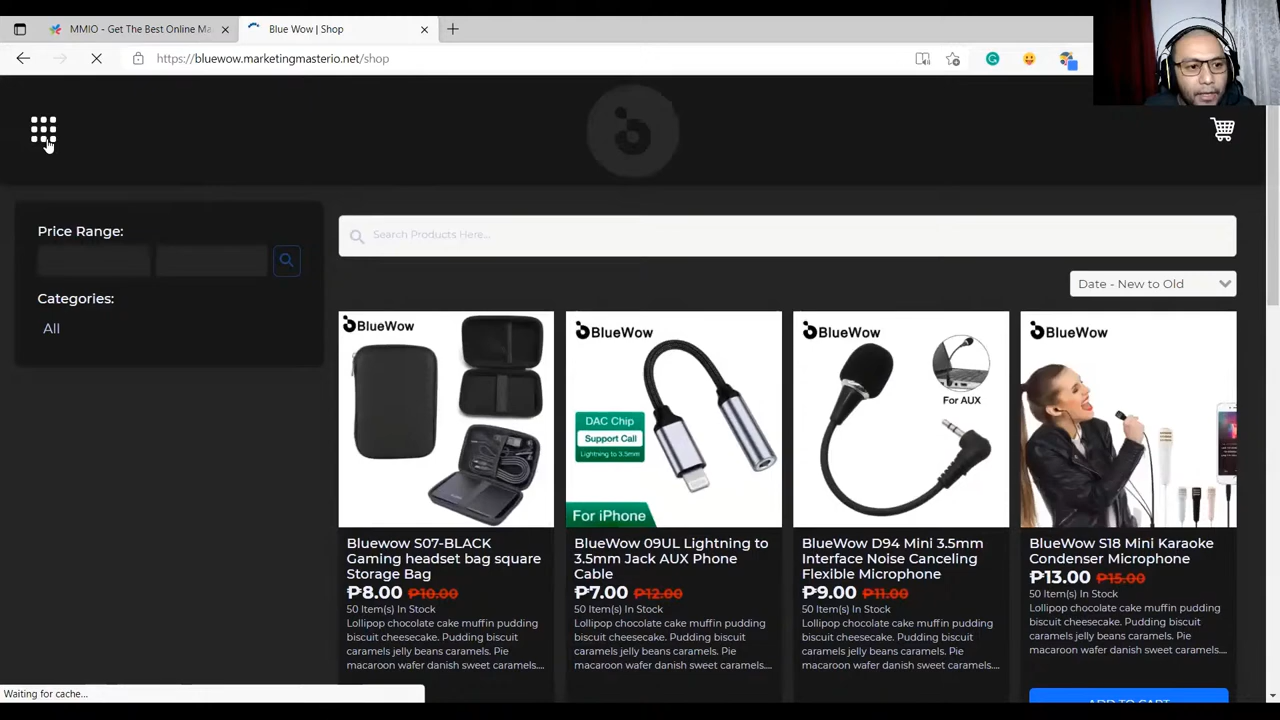 MMIO - Get The Best Online Ma
Blue Wow | Shop
https://bluewow.marketingmasterio.net/shop
Price Range:
Categories:
All
Search Products Here...
Date - New to Old
BlueWow
BlueWow
DAC Chip
Support Call
Lightning to 3.5mm
For iPhone
BlueWow
For AUX
BlueWow
Bluewow S07-BLACK
Gaming headset bag square
Storage Bag
₱8.00 ₱10.00
50 Item(s) In Stock
Lollipop chocolate cake muffin pudding
biscuit cheesecake. Pudding biscuit
caramels jelly beans caramels. Pie
macaroon wafer danish sweet caramels....
BlueWow 09UL Lightning to
3.5mm Jack AUX Phone
Cable
₱7.00 ₱12.00
50 Item(s) In Stock
Lollipop chocolate cake muffin pudding
biscuit cheesecake. Pudding biscuit
caramels jelly beans caramels. Pie
macaroon wafer danish sweet caramels....
BlueWow D94 Mini 3.5mm
Interface Noise Canceling
Flexible Microphone
₱9.00 ₱11.00
50 Item(s) In Stock
Lollipop chocolate cake muffin pudding
biscuit cheesecake. Pudding biscuit
caramels jelly beans caramels. Pie
macaroon wafer danish sweet caramels....
BlueWow S18 Mini Karaoke
Condenser Microphone
₱13.00 ₱15.00
50 Item(s) In Stock
Lollipop chocolate cake muffin pudding
biscuit cheesecake. Pudding biscuit
caramels jelly beans caramels. Pie
macaroon wafer danish sweet caramels....
ADD TO CART
Waiting for cache...